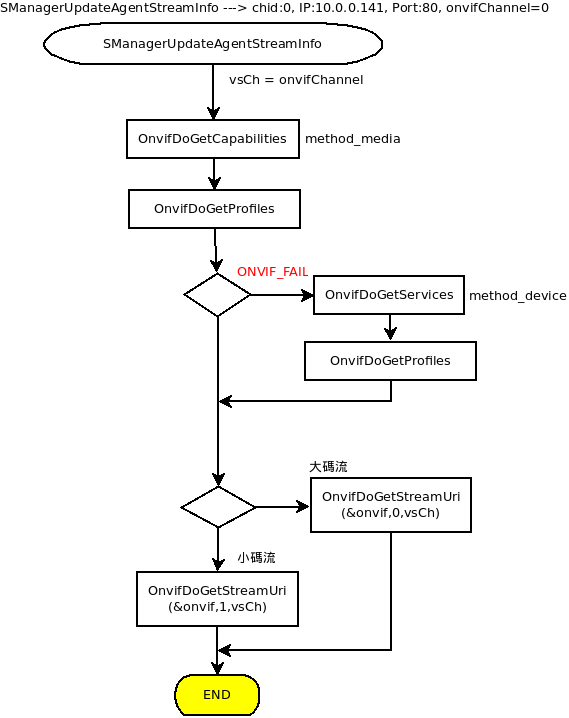 SManagerUpdateAgentStreamInfo ---> chid:0, IP:10.0.0.141, Port:80, onvifChannel=0
SManagerUpdateAgentStreamInfo
vsCh = onvifChannel
OnvifDoGetCapabilities
method_media
OnvifDoGetProfiles
ONVIF_FAIL
OnvifDoGetServices
method_device
OnvifDoGetProfiles
大碼流
OnvifDoGetStreamUri
(&onvif,0,vsCh)
小碼流
OnvifDoGetStreamUri
(&onvif,1,vsCh)
END